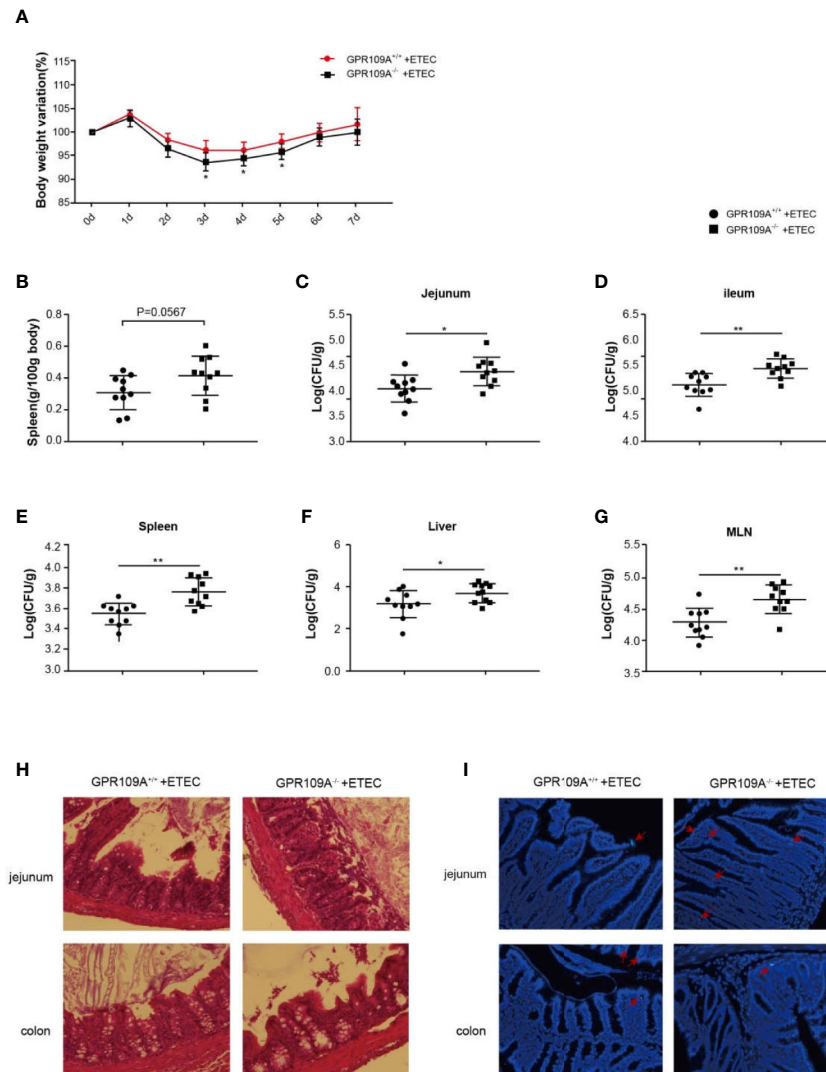 A
GPR109A+/+ +ETEC
GPR109A-/- +ETEC
Body weight variation(%)
115
110
105
100
95
90
85
* * *
0d 1d 2d 3d 4d 5d 6d 7d
GPR109A+/+ +ETEC
GPR109A-/- +ETEC
B
P=0.0567
Spleen(g/100g body)
0.8
0.6
0.4
0.2
0.0
C
Jejunum
*
Log(CFU/g)
5.5
5.0
4.5
4.0
3.5
3.0
D
ileum
**
Log(CFU/g)
6.5
6.0
5.5
5.0
4.5
4.0
E
Spleen
**
Log(CFU/g)
4.2
4.0
3.8
3.6
3.4
3.2
3.0
F
Liver
*
Log(CFU/g)
6
4
2
0.0
G
MLN
**
Log(CFU/g)
5.5
5.0
4.5
4.0
3.5
H
GPR109A+/+ +ETEC GPR109A-/- +ETEC
jejunum
colon
I
GPR109A+/+ +ETEC GPR109A-/- +ETEC
jejunum
colon